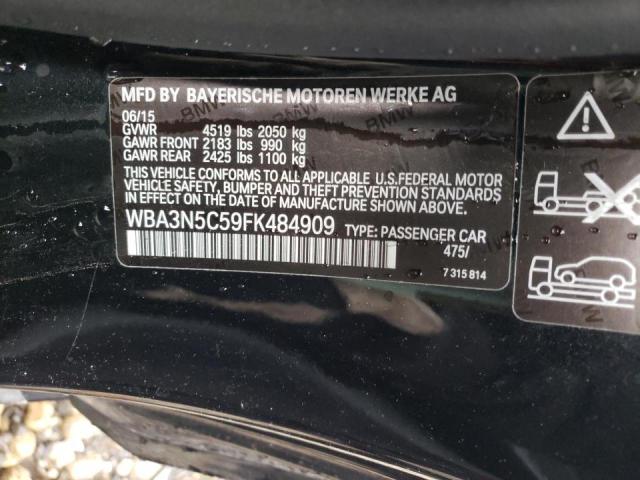 MFD BY BAYERISCHE MOTOREN WERKE AG
06/15
GVWR 4519 lbs 2050 kg
GAWR FRONT 2183 lbs 990 kg
GAWR REAR 2425 lbs 1100 kg
THIS VEHICLE CONFORMS TO ALL APPLICABLE U.S. FEDERAL MOTOR
VEHICLE SAFETY, BUMPER AND THEFT PREVENTION STANDARDS
IN EFFECT ON THE DATE OF MANUFACTURE SHOWN ABOVE.
WBA3N5C59FK484909 TYPE: PASSENGER CAR
475/
7 315 814
BMW